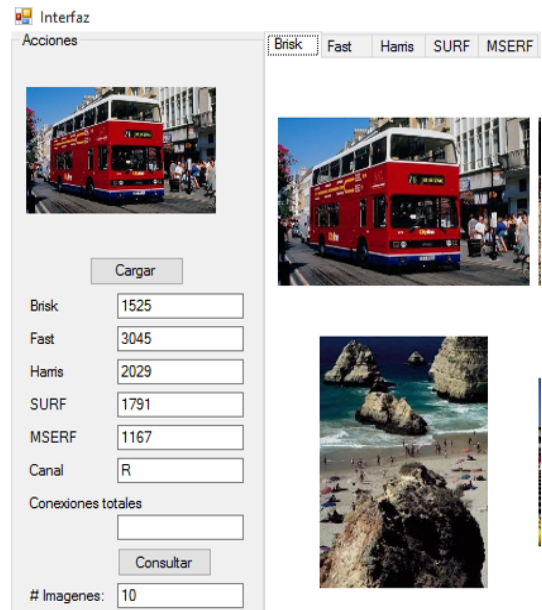 Interfaz
Acciones
Brisk Fast Harris SURF MSERF
Cargar
Brisk 1525
Fast 3045
Harris 2029
SURF 1791
MSERF 1167
Canal R
Conexiones totales
Consultar
# Imagenes: 10